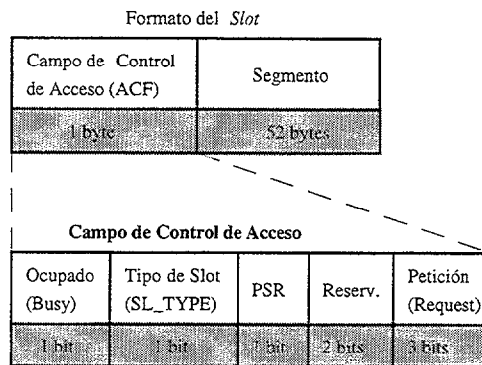 Formato del Slot
Campo de Control
de Acceso (ACF)
Segmento
1 byte
52 bytes
Campo de Control de Acceso
Ocupado
(Busy)
Tipo de Slot
(SL_TYPE)
PSR
Reserv.
Petición
(Request)
1 bit
1 bit
1 bit
2 bits
3 bits